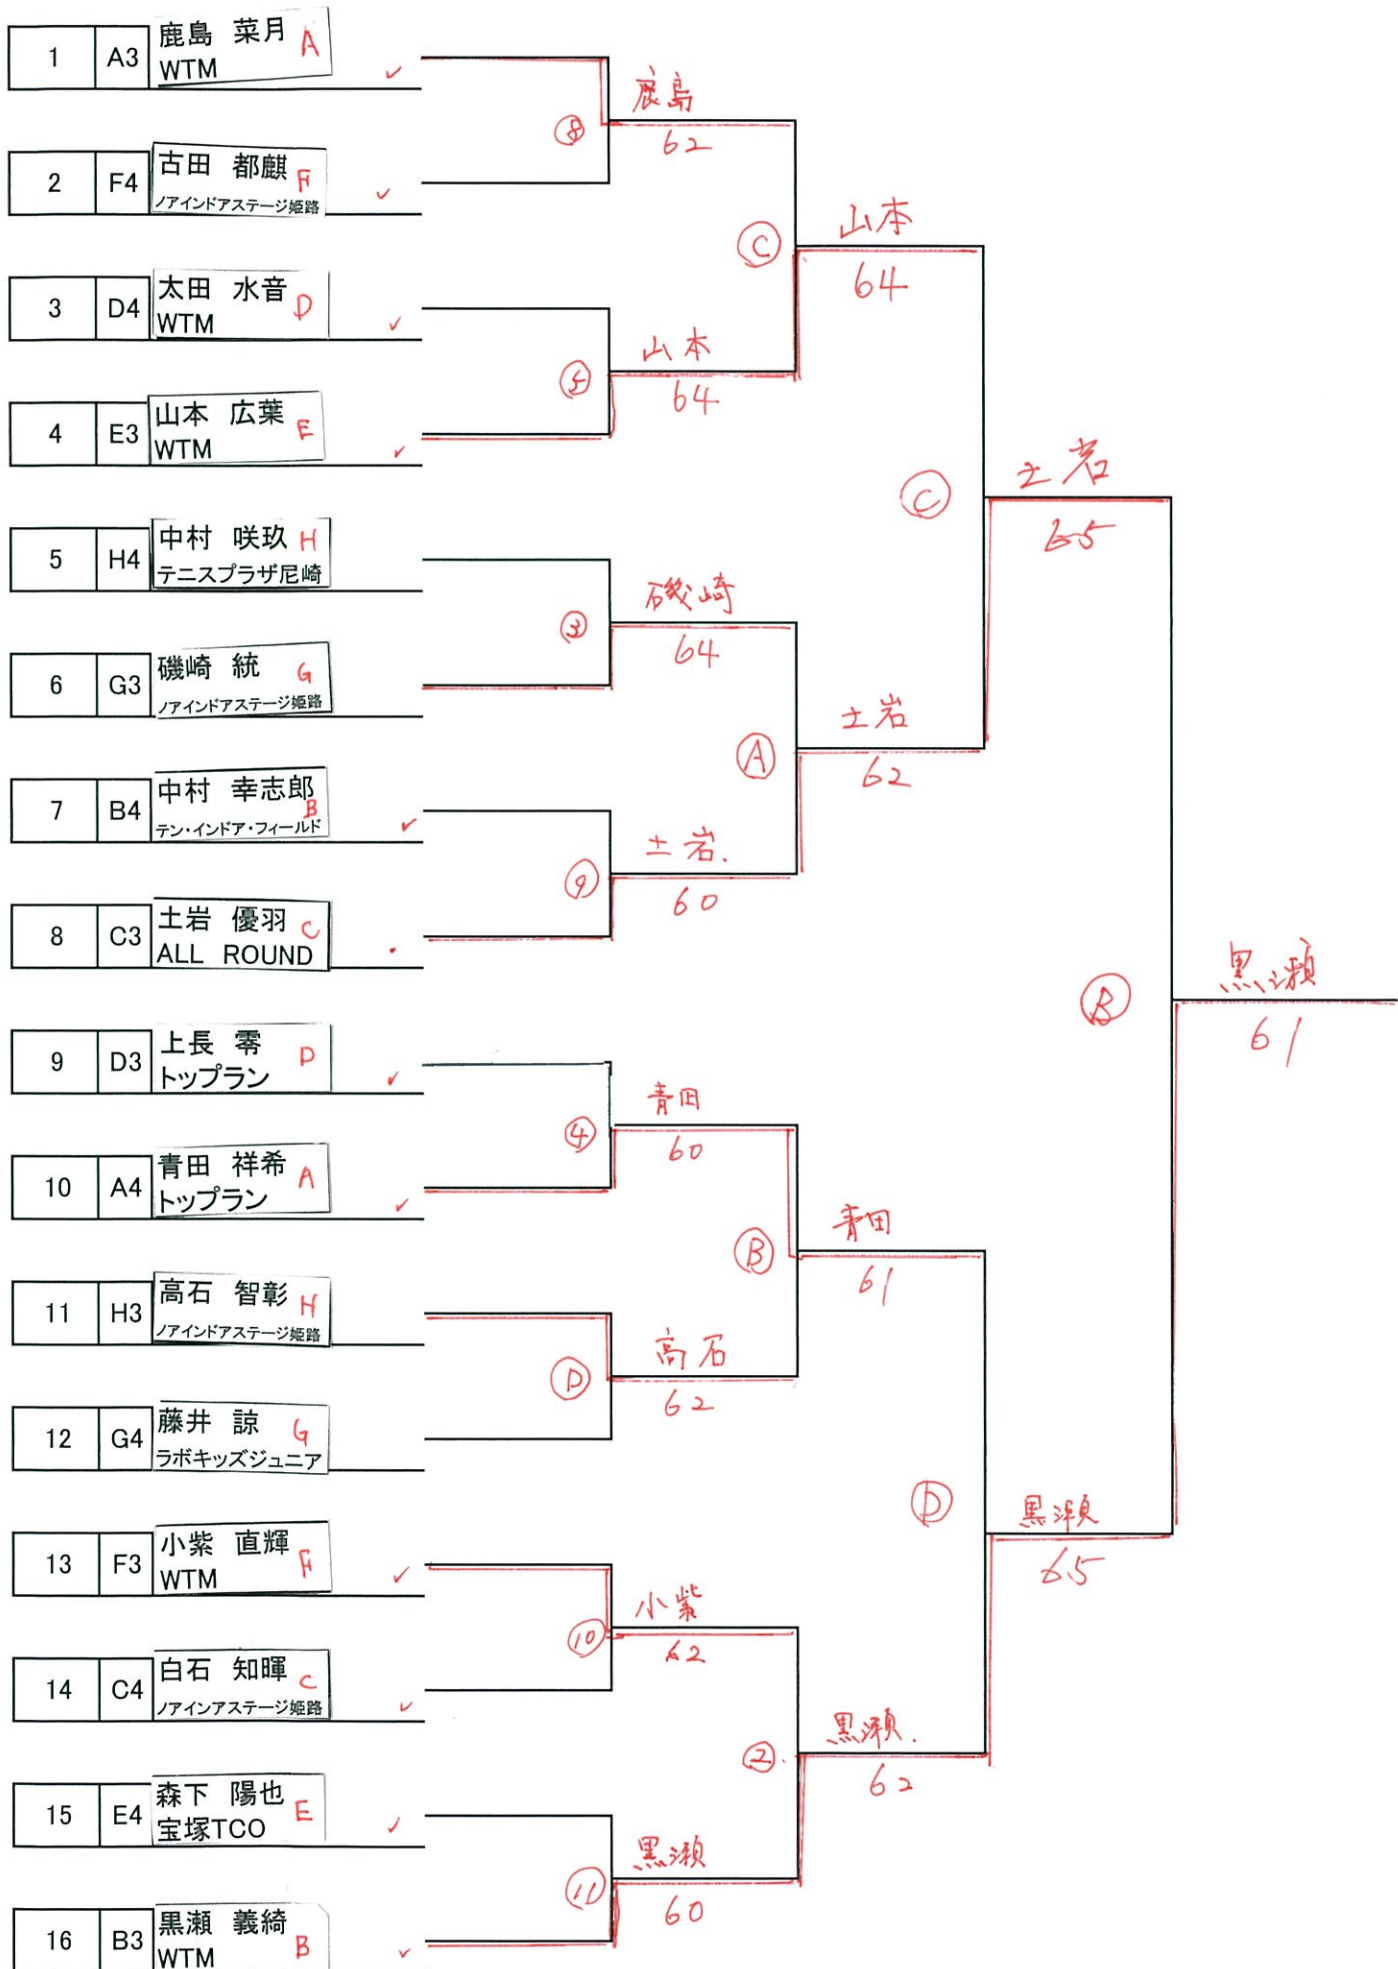 1 A3 鹿島 菜月 A
WTM
鹿島
⑧ 62
2 F4 古田 都麒 F
ノアインドアステージ姫路
山本
Ⓒ 64
3 D4 太田 水音 D
WTM
山本
⑤ 64
4 E3 山本 広葉 E
WTM
土岩
Ⓒ 65
5 H4 中村 咲玖 H
テニスプラザ尼崎
磯崎
③ 64
6 G3 磯崎 統 G
ノアインドアステージ姫路
土岩
Ⓐ 62
7 B4 中村 幸志郎 B
テン・インドア・フィールド
土岩.
⑨ 60
8 C3 土岩 優羽 C
ALL ROUND
黒瀬
Ⓑ 61
9 D3 上長 零 D
トップラン
青田
④ 60
10 A4 青田 祥希 A
トップラン
青田
Ⓑ 61
11 H3 高石 智彰 H
ノアインドアステージ姫路
高石
Ⓓ 62
12 G4 藤井 諒 G
ラボキッズジュニア
黒瀬
Ⓓ 65
13 F3 小紫 直輝 F
WTM
小紫
⑩ 62
14 C4 白石 知暉 C
ノアインアステージ姫路
黒瀬.
②. 62
15 E4 森下 陽也 E
宝塚TCO
黒瀬
⑪ 60
16 B3 黒瀬 義綺 B
WTM